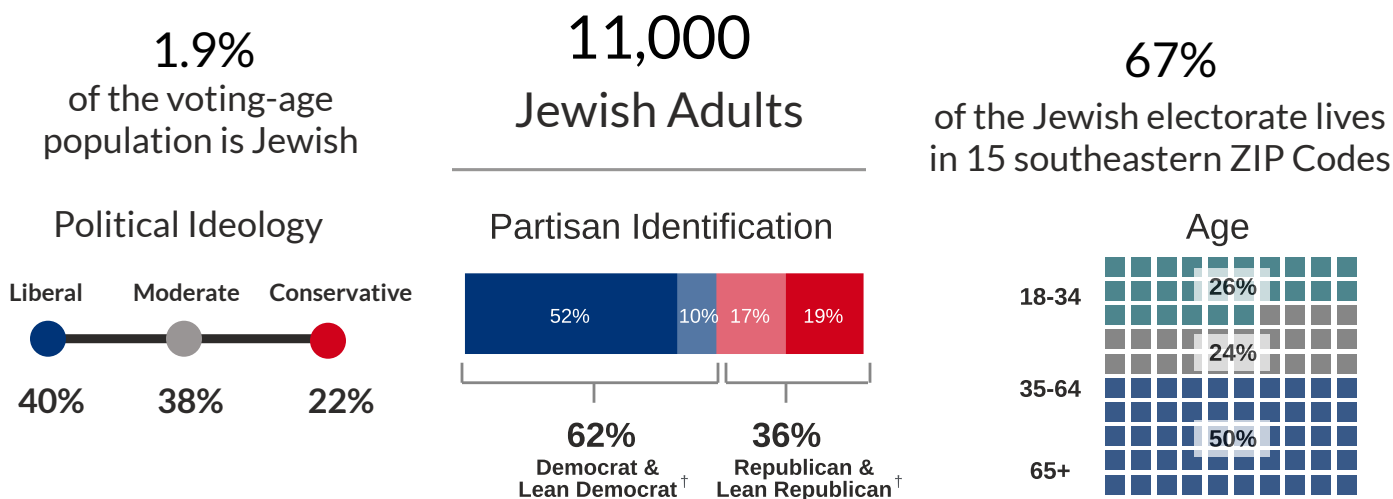 1.9%
of the voting-age
population is Jewish
11,000
Jewish Adults
67%
of the Jewish electorate lives
in 15 southeastern ZIP Codes
Political Ideology
Liberal
Moderate
Conservative
40%
38%
22%
Partisan Identification
52%
10%
17%
19%
62%
Democrat &
Lean Democrat†
36%
Republican &
Lean Republican†
Age
18-34
26%
24%
35-64
50%
65+